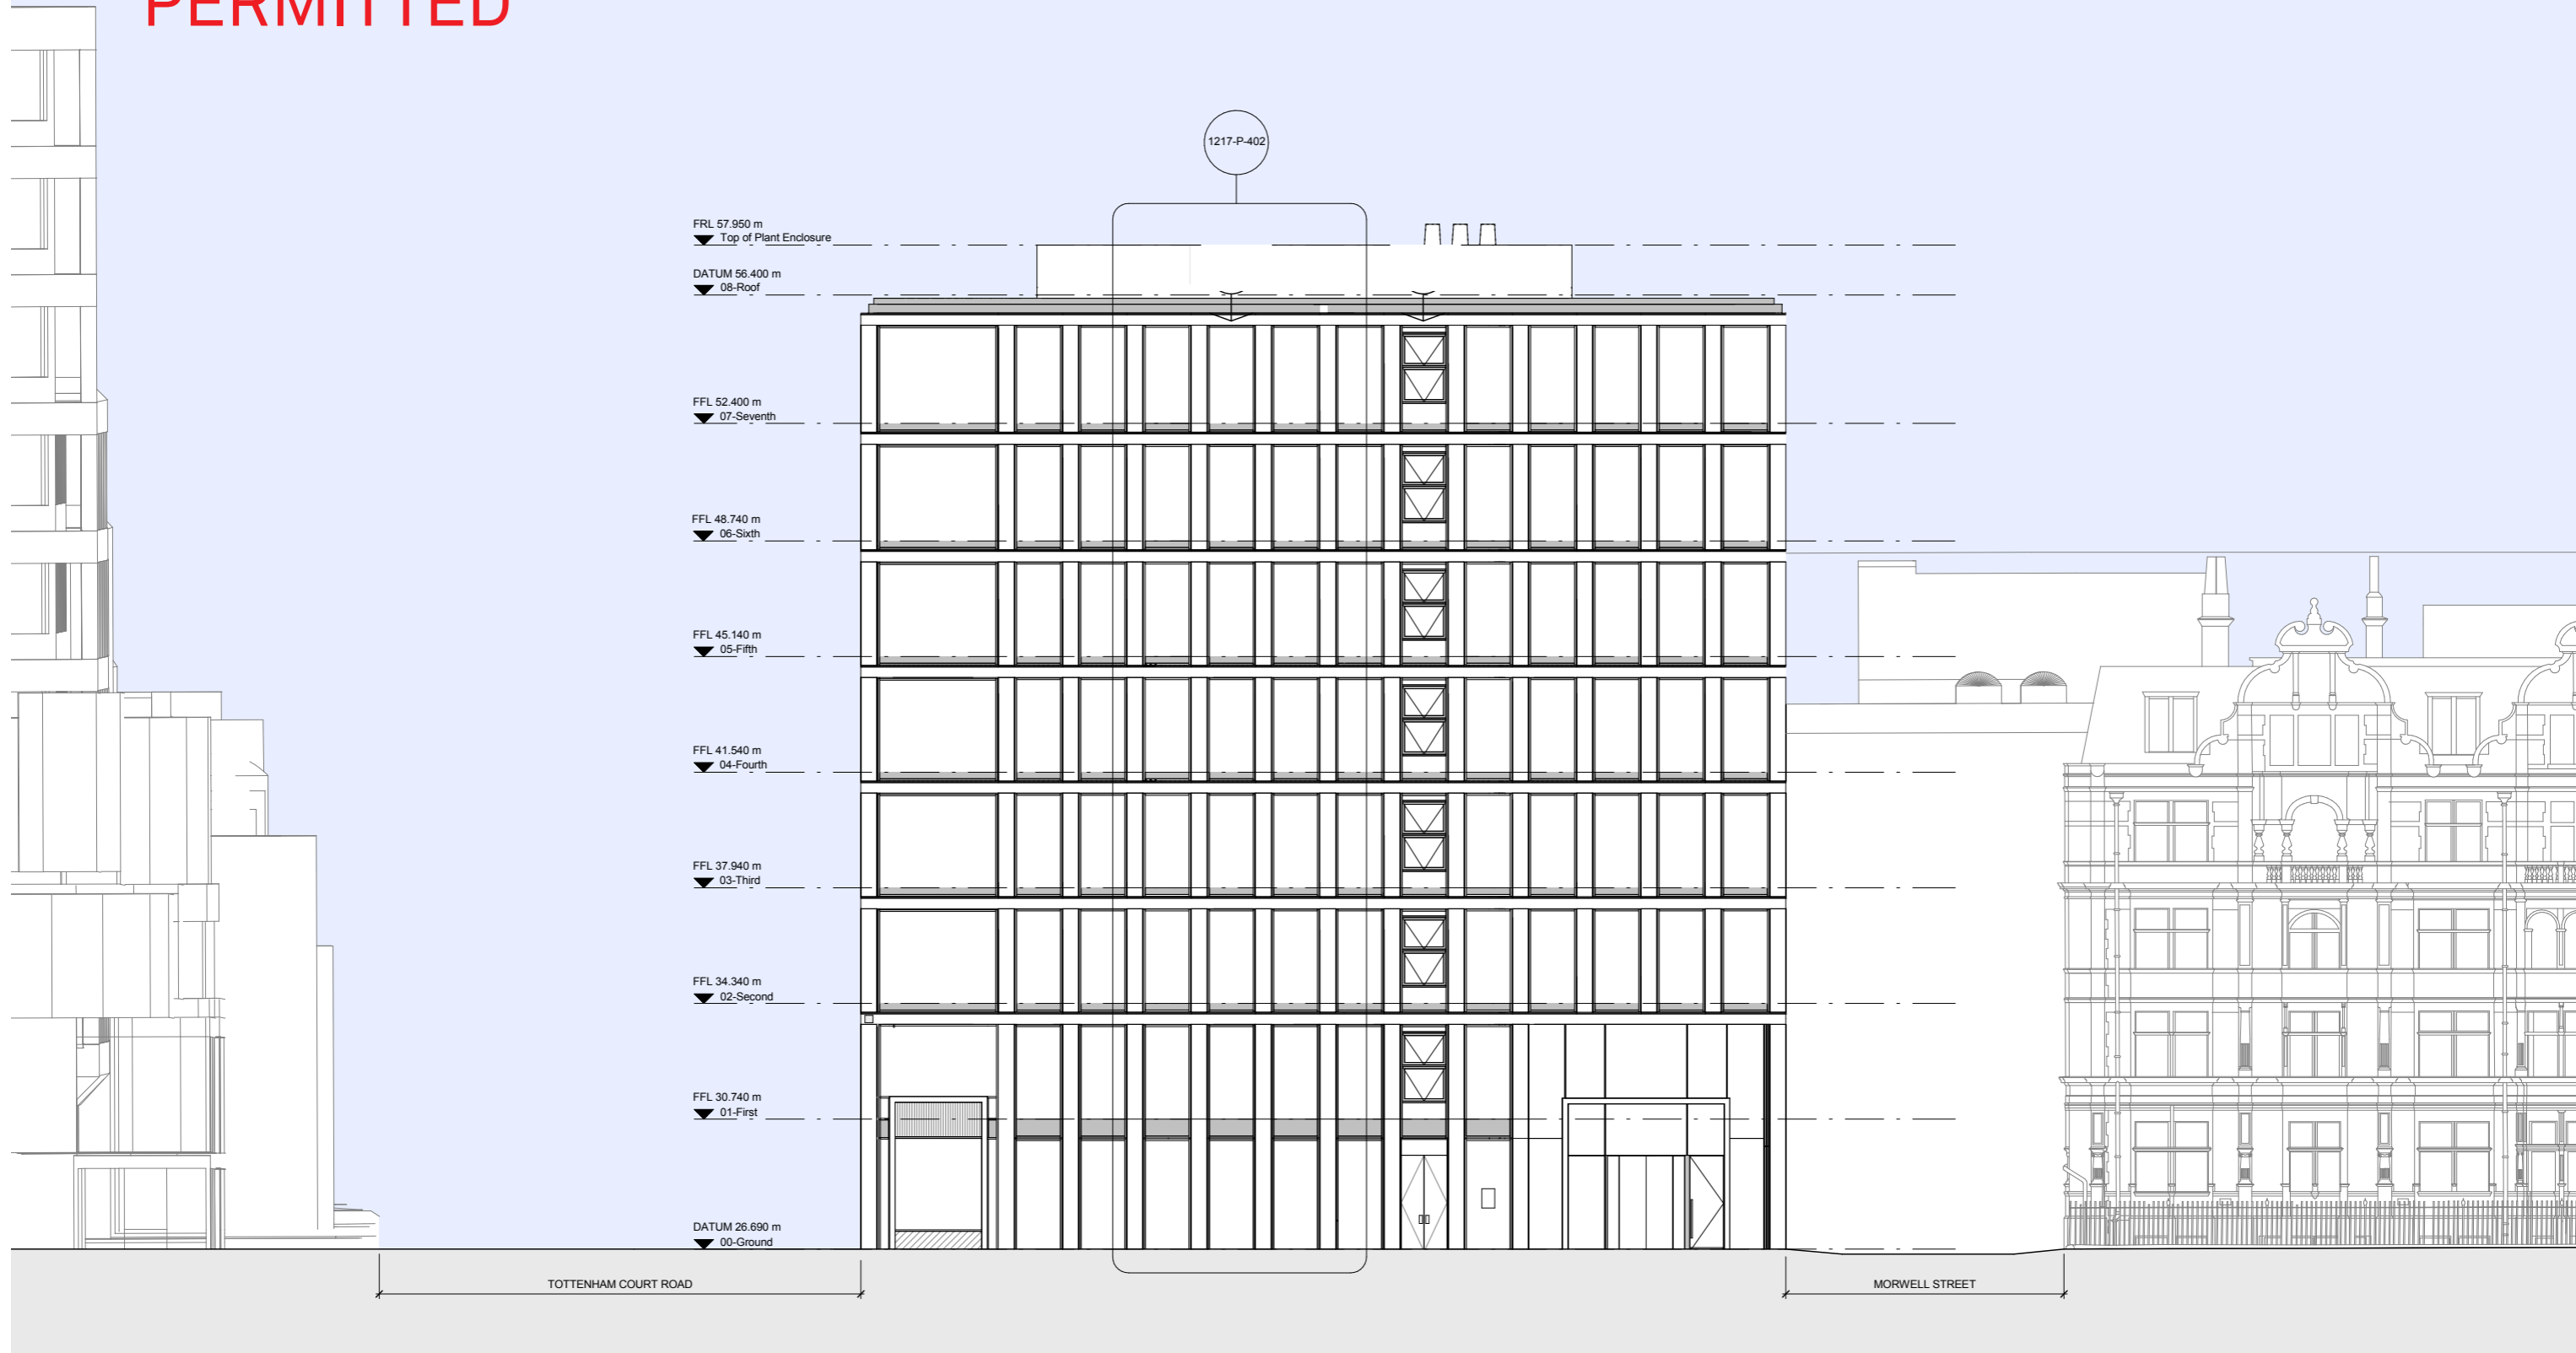 PERMITTED
1217-P-402
FRL 57.950 m
Top of Plant Enclosure
DATUM 56.400 m
08-Roof
FFL 52.400 m
07-Seventh
FFL 48.740 m
06-Sixth
FFL 45.140 m
05-Fifth
FFL 41.540 m
04-Fourth
FFL 37.940 m
03-Third
FFL 34.340 m
02-Second
FFL 30.740 m
01-First
DATUM 26.690 m
00-Ground
TOTTENHAM COURT ROAD
MORWELL STREET